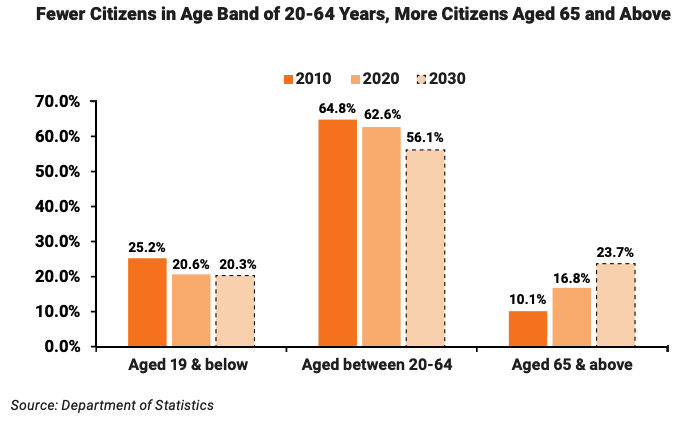 Fewer Citizens in Age Band of 20-64 Years, More Citizens Aged 65 and Above
2010 2020 2030
70.0%
60.0%
50.0%
40.0%
30.0%
20.0%
10.0%
0.0%
25.2%
20.6%
20.3%
64.8%
62.6%
56.1%
10.1%
16.8%
23.7%
Aged 19 & below
Aged between 20-64
Aged 65 & above
Source: Department of Statistics